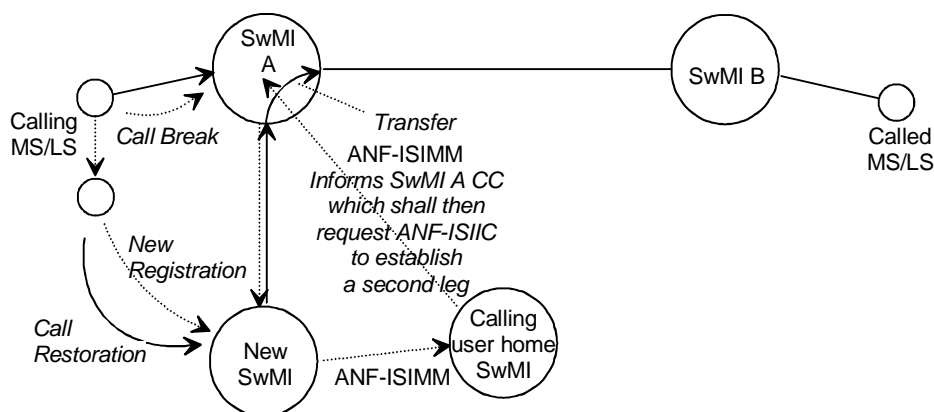 SwMI
A
SwMI B
Calling
MS/LS
Call Break
Transfer
Called
MS/LS
ANF-ISIMM
Informs SwMI A CC
which shall then
request ANF-ISIIC
to establish
a second leg
New
Registration
Call
Restoration
New
SwMI
ANF-ISIMM
Calling
user home
SwMI